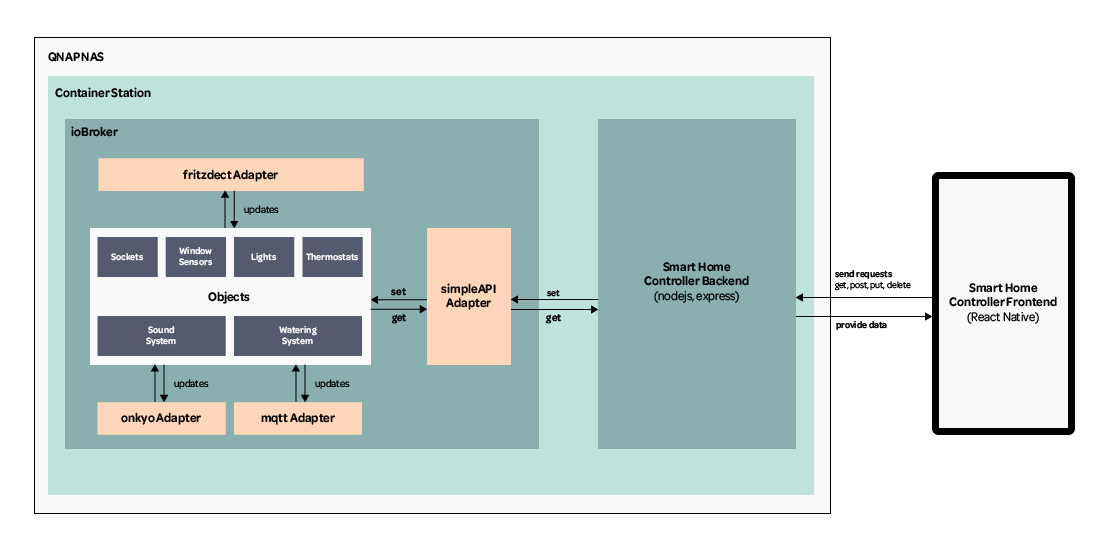 QNAPNAS
Container Station
ioBroker
fritzdect Adapter
updates
Sockets
Window
Sensors
Lights
Thermostats
Objects
Sound
System
Watering
System
updates
updates
onkyo Adapter
mqtt Adapter
set
get
simpleAPI
Adapter
set
get
Smart Home
Controller Backend
(nodejs, express)
send requests
get, post, put, delete
provide data
Smart Home
Controller Frontend
(React Native)